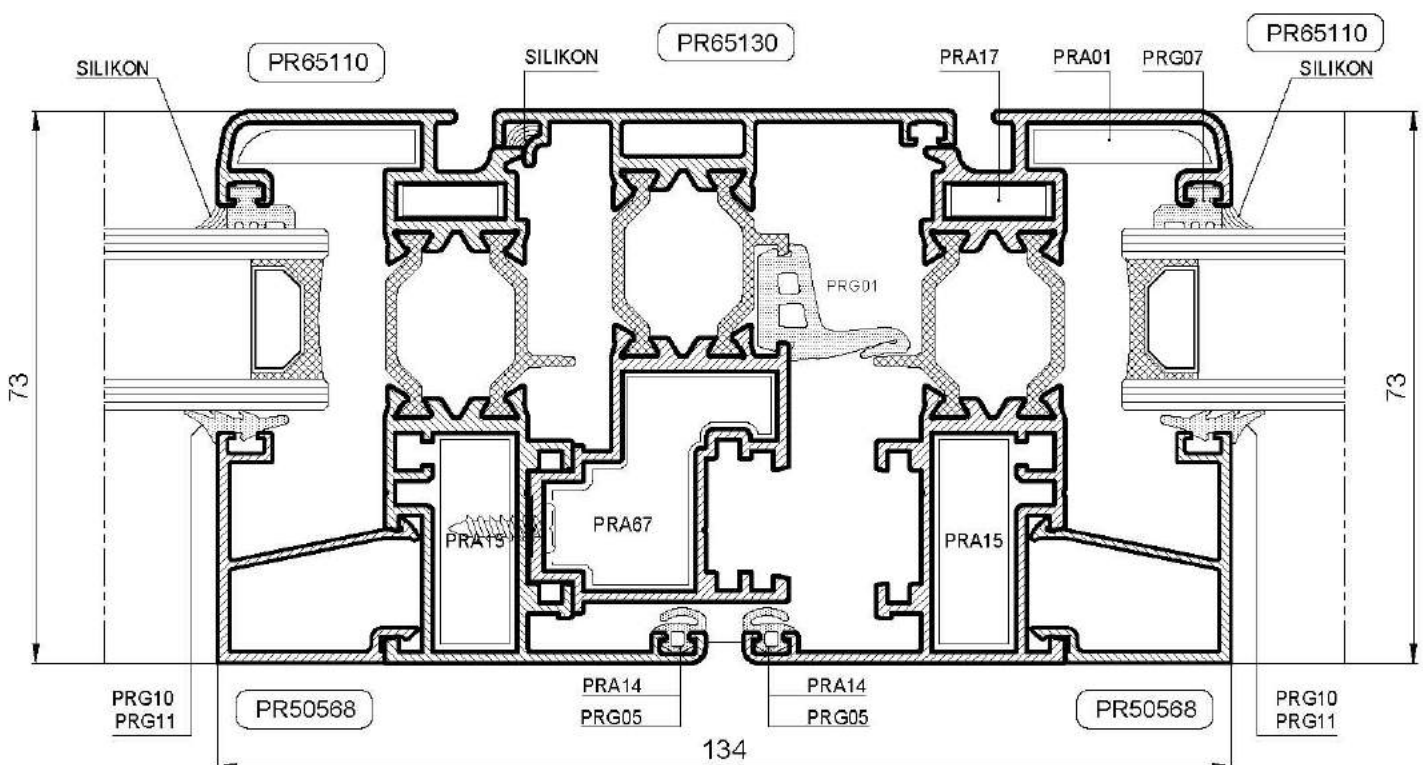 PR65130
PR65110
PR65110
SILIKON
SILIKON
PRA17
PRA01
PRG07
SILIKON
73
73
PRG01
PRA67
PRA15
PRA15
PRA14
PRG05
PRA14
PRG05
PRG10
PRG11
PR50568
PR50568
PRG10
PRG11
134